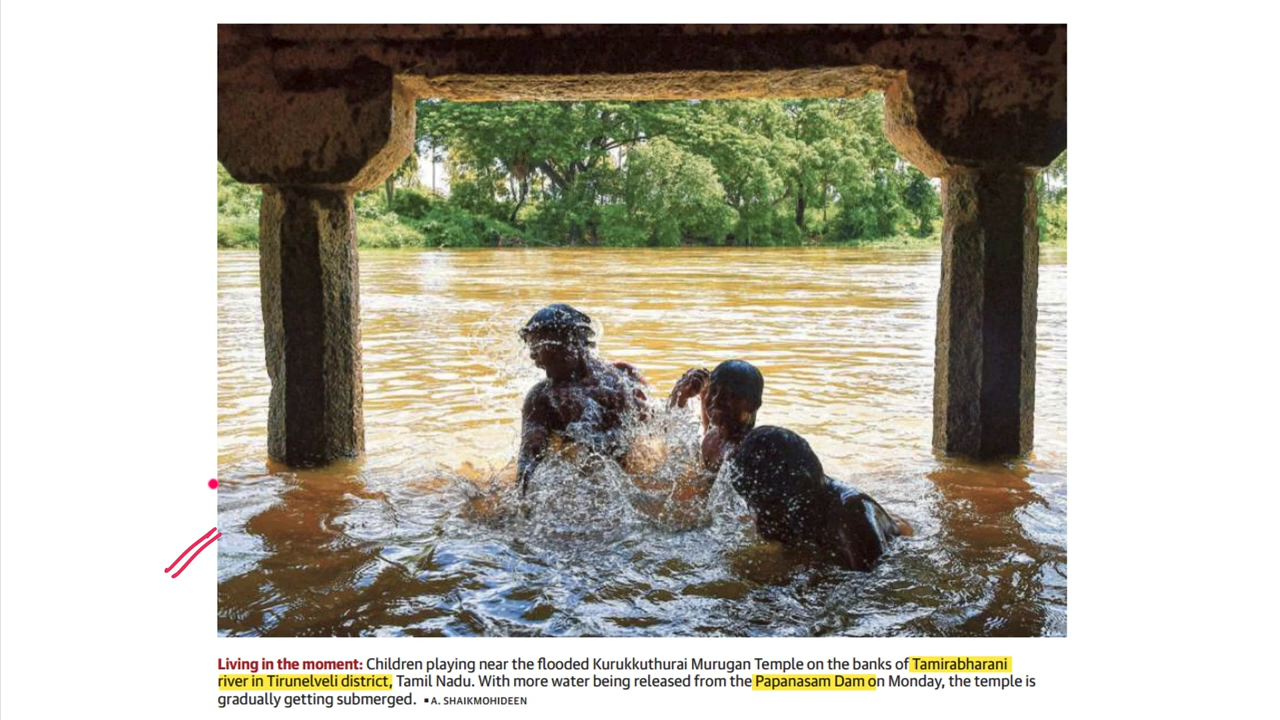 Living in the moment: Children playing near the flooded Kurukkuthurai Murugan Temple on the banks of Tamirabharani
river in Tirunelveli district, Tamil Nadu. With more water being released from the Papanasam Dam on Monday, the temple is
gradually getting submerged. ▪ A. SHAIKMOHIDEEN